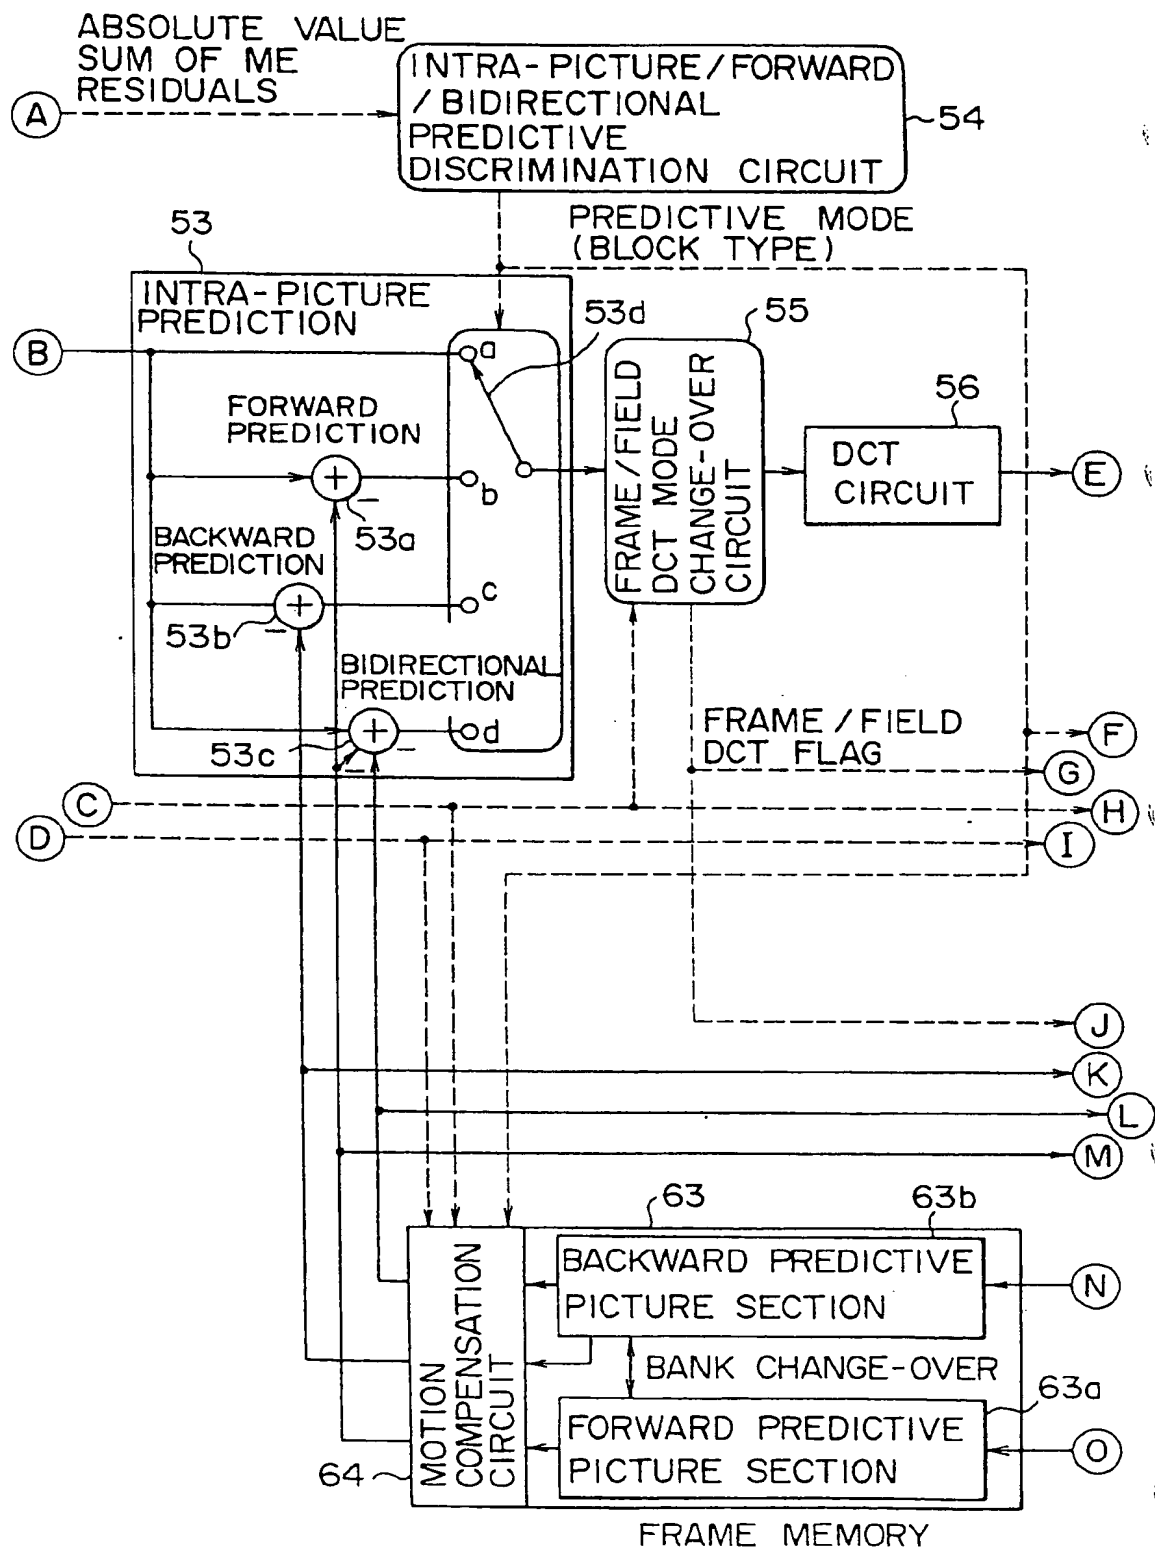 ABSOLUTE VALUE
SUM OF ME
RESIDUALS
A
INTRA-PICTURE/FORWARD
/BIDIRECTIONAL
PREDICTIVE
DISCRIMINATION CIRCUIT
54
PREDICTIVE MODE
(BLOCK TYPE)
53
INTRA-PICTURE
PREDICTION
B
a
53d
55
FRAME/FIELD
DCT MODE
CHANGE-OVER
CIRCUIT
56
DCT
CIRCUIT
E
FORWARD
PREDICTION
+
−
b
53a
BACKWARD
PREDICTION
+
−
c
53b
BIDIRECTIONAL
PREDICTION
+
−
−
d
53c
FRAME/FIELD
DCT FLAG
F
G
C
H
D
I
J
K
L
M
63
63b
BACKWARD PREDICTIVE
PICTURE SECTION
N
BANK CHANGE-OVER
63a
FORWARD PREDICTIVE
PICTURE SECTION
O
MOTION
COMPENSATION
CIRCUIT
64
FRAME MEMORY